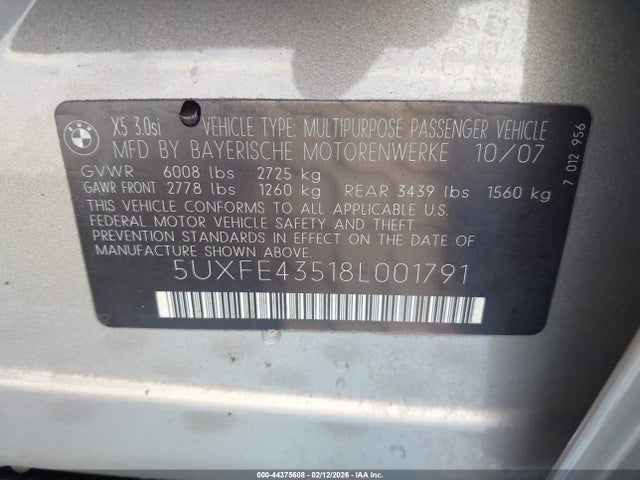 BMW
X5 3.0si VEHICLE TYPE: MULTIPURPOSE PASSENGER VEHICLE
MFD BY BAYERISCHE MOTORENWERKE 10/07
GVWR 6008 lbs 2725 kg
GAWR FRONT 2778 lbs 1260 kg REAR 3439 lbs 1560 kg
THIS VEHICLE CONFORMS TO ALL APPLICABLE U.S.
FEDERAL MOTOR VEHICLE SAFETY AND THEFT
PREVENTION STANDARDS IN EFFECT ON THE DATE OF
MANUFACTURE SHOWN ABOVE.
5UXFE43518L001791
7 012 956
000-44375608 - 02/12/2026 - IAAI.COM